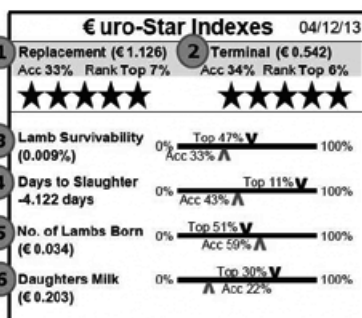 €uro-Star Indexes 04/12/13
1 Replacement (€1.126) 2 Terminal (€0.542)
Acc 33% Rank Top 7% Acc 34% Rank Top 6%
3 Lamb Survivability
(0.009%)
0% Top 47% 100%
Acc 33%
4 Days to Slaughter
-4.122 days
0% Top 11% 100%
Acc 43%
5 No. of Lambs Born
(€0.034)
0% Top 51% 100%
Acc 59%
6 Daughters Milk
(€0.203)
0% Top 30% 100%
Acc 22%